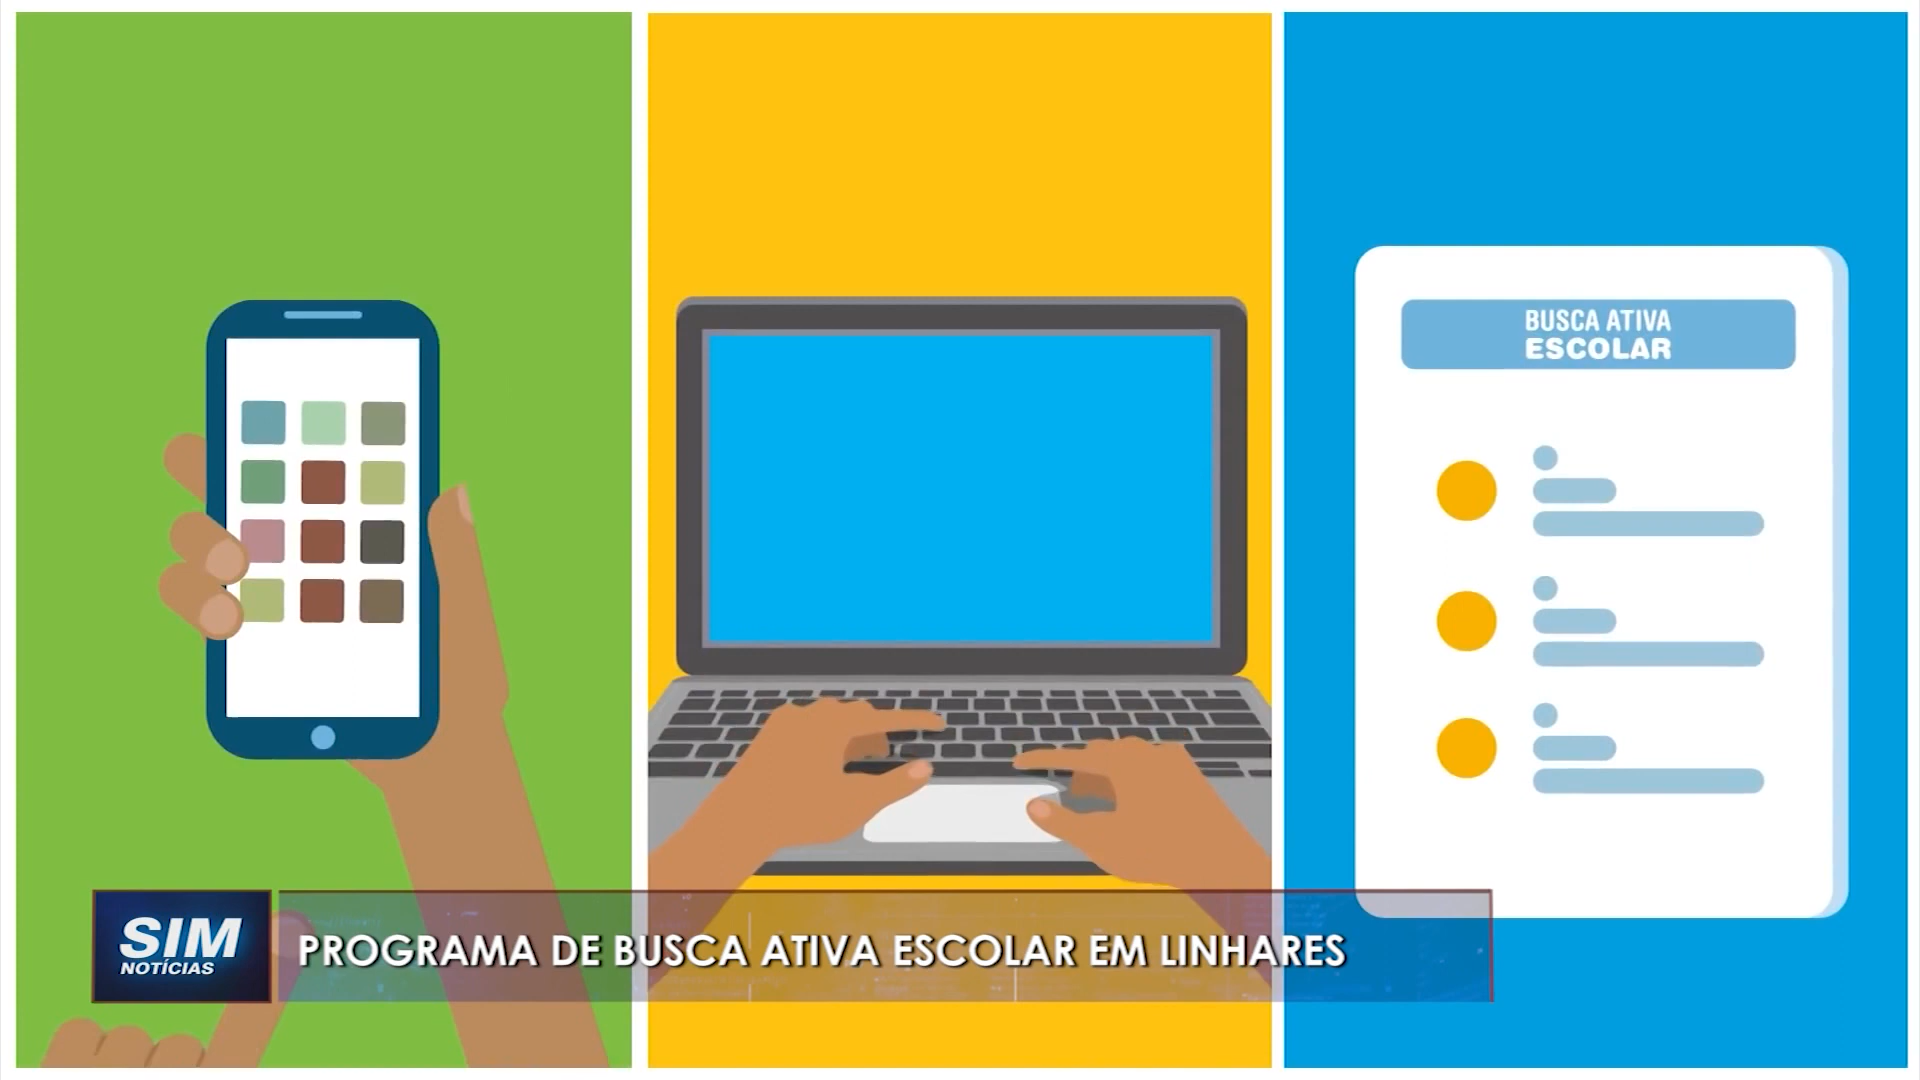 BUSCA ATIVA
ESCOLAR
SIM
NOTÍCIAS
PROGRAMA DE BUSCA ATIVA ESCOLAR EM LINHARES